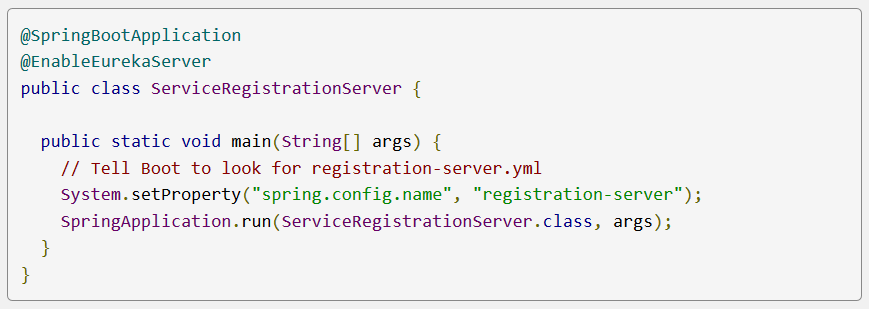 @SpringBootApplication
@EnableEurekaServer
public class ServiceRegistrationServer {

  public static void main(String[] args) {
    // Tell Boot to look for registration-server.yml
    System.setProperty("spring.config.name", "registration-server");
    SpringApplication.run(ServiceRegistrationServer.class, args);
  }
}